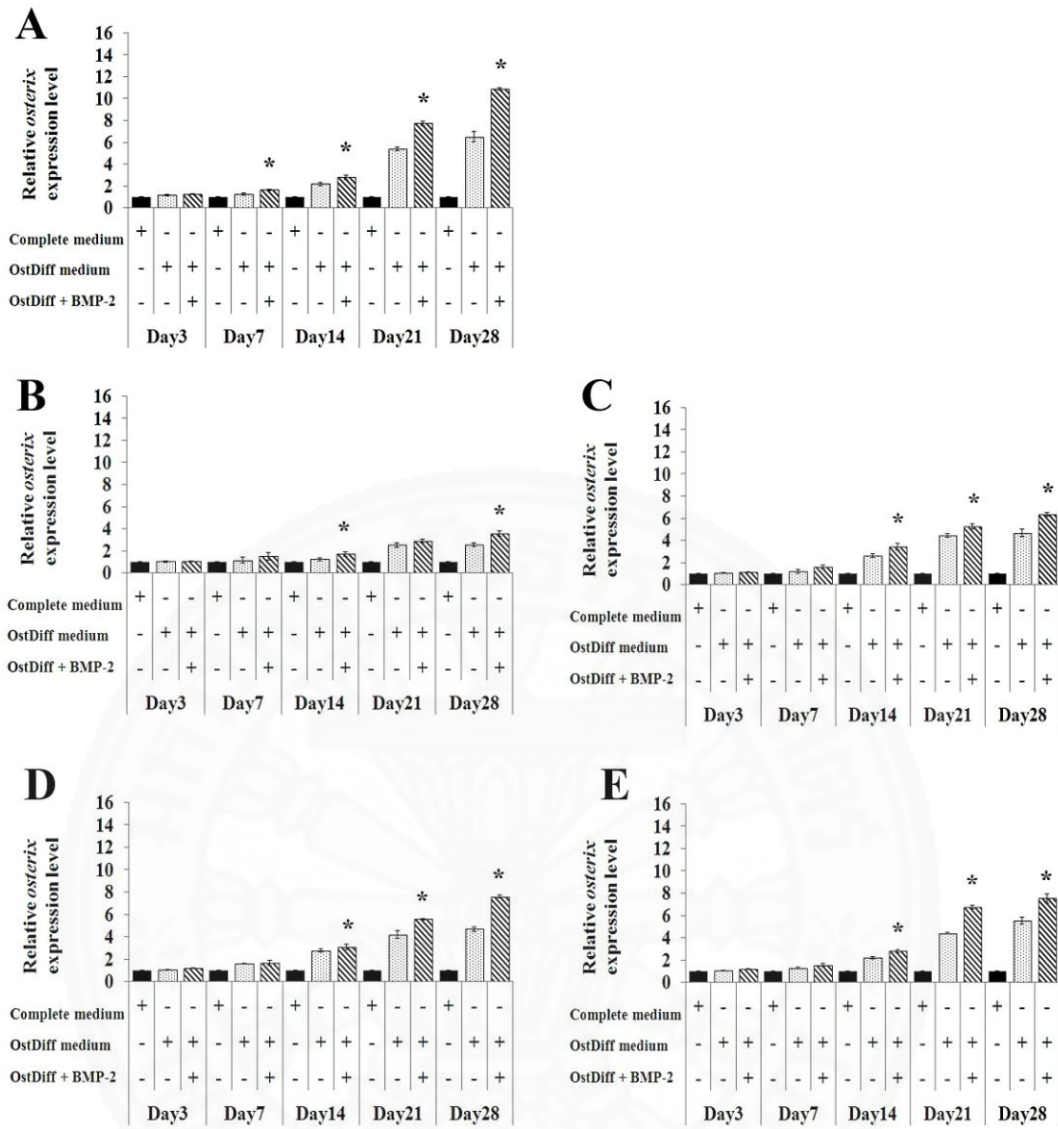 A
Relative osterix
expression level
16
14
12
10
8
6
4
2
0
* * * *
Complete medium + - - + - - + - - + - - + - -
OstDiff medium - + + - + + - + + - + + - + +
OstDiff + BMP-2 - - + - - + - - + - - + - - +
Day3 Day7 Day14 Day21 Day28
B
Relative osterix
expression level
16
14
12
10
8
6
4
2
0
* *
Complete medium + - - + - - + - - + - - + - -
OstDiff medium - + + - + + - + + - + + - + +
OstDiff + BMP-2 - - + - - + - - + - - + - - +
Day3 Day7 Day14 Day21 Day28
C
Relative osterix
expression level
16
14
12
10
8
6
4
2
0
* * *
Complete medium + - - + - - + - - + - - + - -
OstDiff medium - + + - + + - + + - + + - + +
OstDiff + BMP-2 - - + - - + - - + - - + - - +
Day3 Day7 Day14 Day21 Day28
D
Relative osterix
expression level
16
14
12
10
8
6
4
2
0
* * *
Complete medium + - - + - - + - - + - - + - -
OstDiff medium - + + - + + - + + - + + - + +
OstDiff + BMP-2 - - + - - + - - + - - + - - +
Day3 Day7 Day14 Day21 Day28
E
Relative osterix
expression level
16
14
12
10
8
6
4
2
0
* * *
Complete medium + - - + - - + - - + - - + - -
OstDiff medium - + + - + + - + + - + + - + +
OstDiff + BMP-2 - - + - - + - - + - - + - - +
Day3 Day7 Day14 Day21 Day28